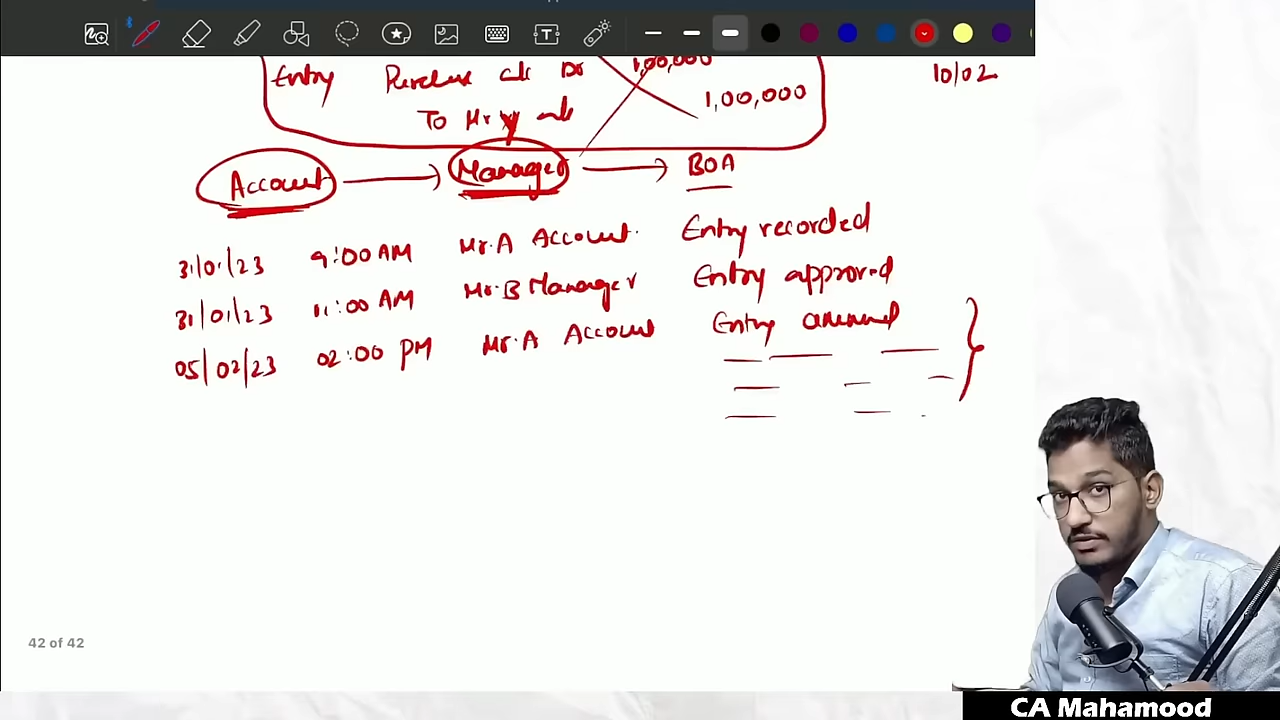 1,00,000
Entry Purchase a/c Dr 10/02
1,00,000
To Mr y a/c
Account Manager BOA
31/01/23 9:00 AM Mr. A Account. Entry recorded
31/01/23 11:00 AM Mr. B Manager Entry approved
05/02/23 02:00 PM Mr. A Account Entry
42 of 42
CA Mahamood